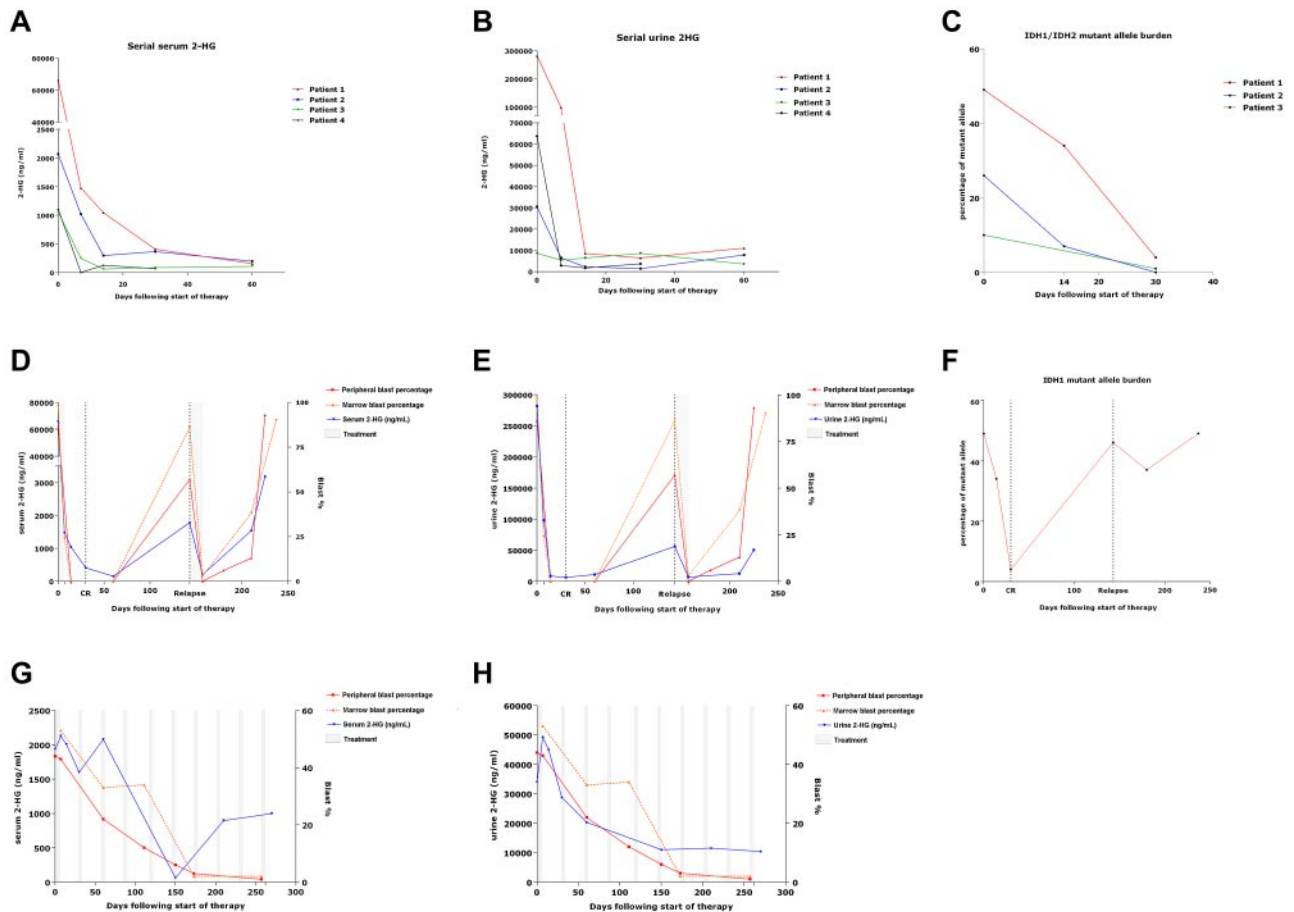 A
Serial serum 2-HG
80000
60000
40000
2500
2000
1500
1000
500
0
2-HG (ng/ml)
0 20 40 60
Days following start of therapy
Patient 1
Patient 2
Patient 3
Patient 4
B
Serial urine 2HG
300000
250000
200000
150000
100000
70000
60000
50000
40000
30000
20000
10000
0
2-HG (ng/ml)
0 20 40 60
Days following start of therapy
Patient 1
Patient 2
Patient 3
Patient 4
C
IDH1/IDH2 mutant allele burden
60
40
20
0
percentage of mutant allele
0 14 20 30 40
Days following start of therapy
Patient 1
Patient 2
Patient 3
D
Peripheral blast percentage
Marrow blast percentage
Serum 2-HG (ng/mL)
Treatment
80000
60000
40000
3000
2000
1000
0
serum 2-HG (ng/ml)
100
75
50
25
0
Blast %
0 50 100 150 200 250
CR Relapse
Days following start of therapy
E
Peripheral blast percentage
Marrow blast percentage
Urine 2-HG (ng/mL)
Treatment
300000
250000
200000
150000
100000
50000
0
urine 2-HG (ng/ml)
100
75
50
25
0
Blast %
0 50 100 150 200 250
CR Relapse
Days following start of therapy
F
IDH1 mutant allele burden
60
40
20
0
percentage of mutant allele
0 100 200 250
CR Relapse
Days following start of therapy
G
Peripheral blast percentage
Marrow blast percentage
Serum 2-HG (ng/mL)
Treatment
2500
2000
1500
1000
500
0
serum 2-HG (ng/ml)
60
40
20
0
Blast %
0 50 100 150 200 250 300
Days following start of therapy
H
Peripheral blast percentage
Marrow blast percentage
Urine 2-HG (ng/mL)
Treatment
60000
50000
40000
30000
20000
10000
0
urine 2-HG (ng/ml)
60
40
20
0
Blast %
0 50 100 150 200 250 300
Days following start of therapy